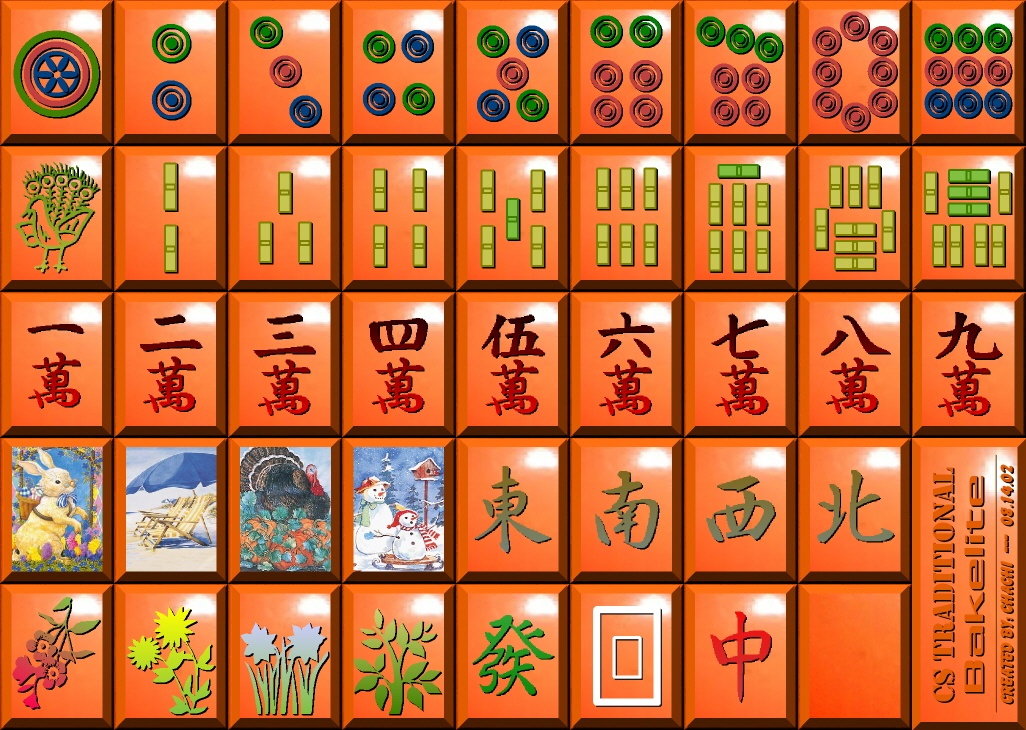 一萬 二萬 三萬 四萬 伍萬 六萬 七萬 八萬 九萬
東 南 西 北
發 中
CS TRADITIONAL
Bakelite
CREATED BY: CHACHI — 08.14.02